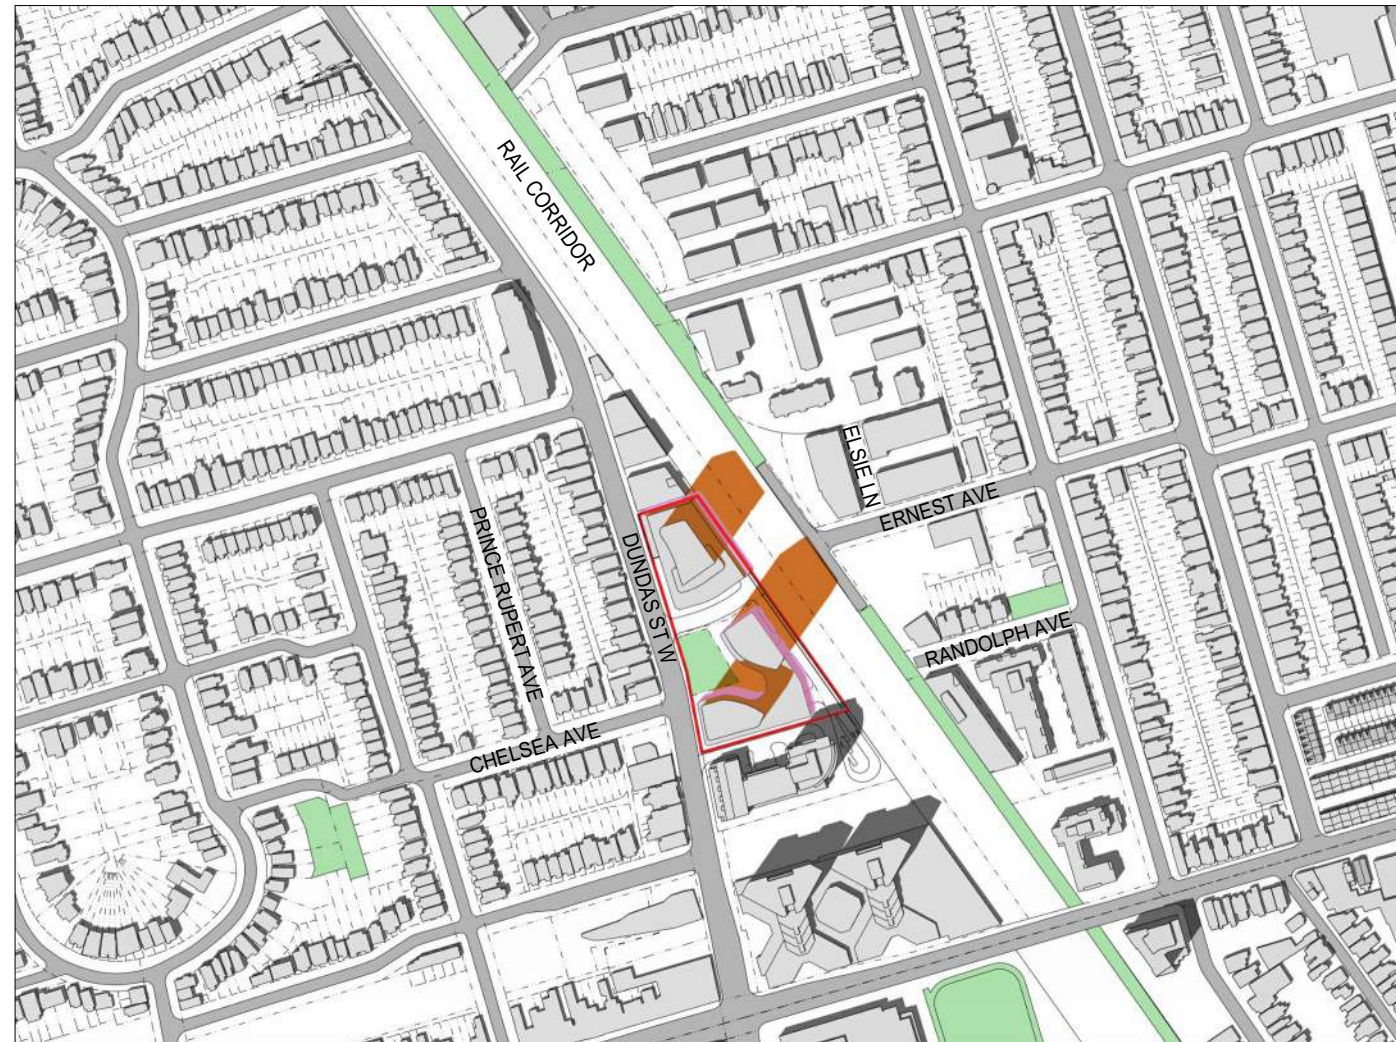 RAIL CORRIDOR
ELSIE LN
ERNEST AVE
PRINCE RUPERT AVE
DUNDAS ST W
RANDOLPH AVE
CHELSEA AVE